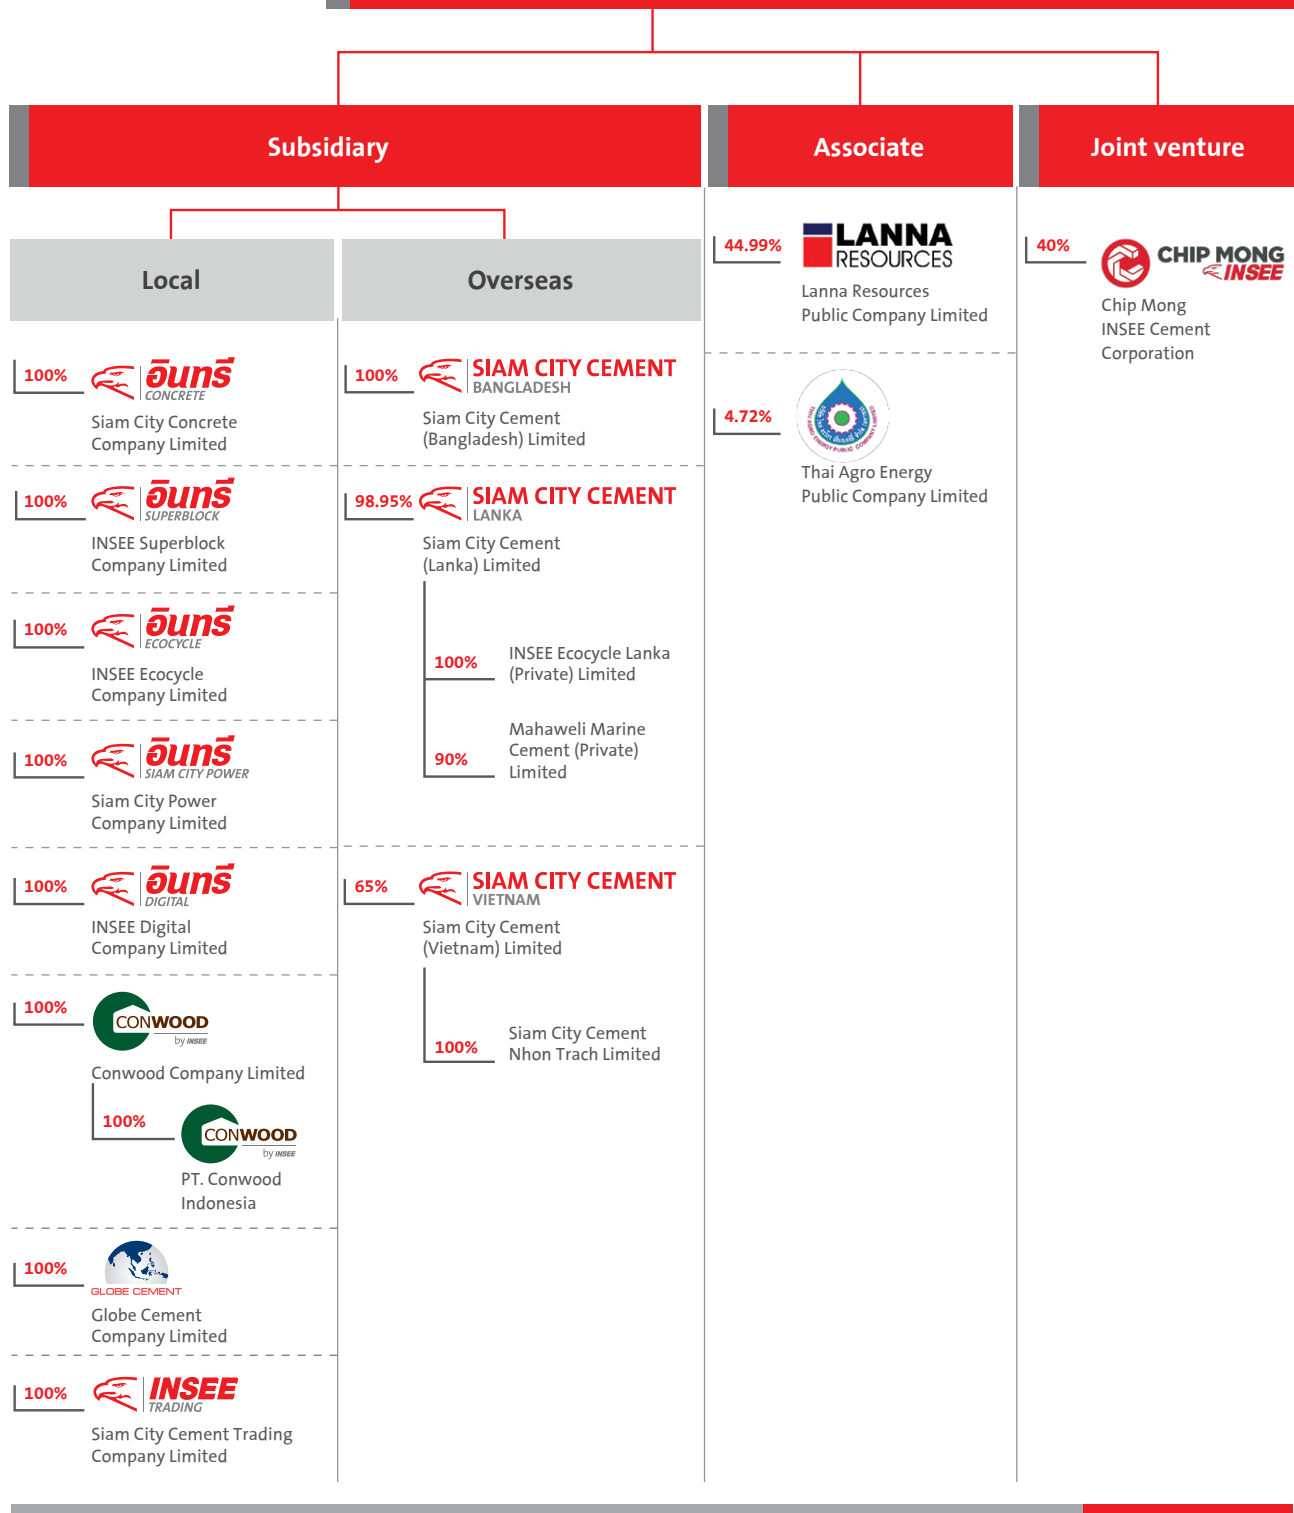 Subsidiary
Associate
Joint venture
Local
Overseas
100%
อินทรี
CONCRETE
Siam City Concrete
Company Limited
100%
อินทรี
SUPERBLOCK
INSEE Superblock
Company Limited
100%
อินทรี
ECOCYCLE
INSEE Ecocycle
Company Limited
100%
อินทรี
SIAM CITY POWER
Siam City Power
Company Limited
100%
อินทรี
DIGITAL
INSEE Digital
Company Limited
100%
CONWOOD
by INSEE
Conwood Company Limited
100%
CONWOOD
by INSEE
PT. Conwood
Indonesia
100%
GLOBE CEMENT
Globe Cement
Company Limited
100%
INSEE
TRADING
Siam City Cement Trading
Company Limited
100%
SIAM CITY CEMENT
BANGLADESH
Siam City Cement
(Bangladesh) Limited
98.95%
SIAM CITY CEMENT
LANKA
Siam City Cement
(Lanka) Limited
100%
INSEE Ecocycle Lanka
(Private) Limited
90%
Mahaweli Marine
Cement (Private)
Limited
65%
SIAM CITY CEMENT
VIETNAM
Siam City Cement
(Vietnam) Limited
100%
Siam City Cement
Nhon Trach Limited
44.99%
LANNA
RESOURCES
Lanna Resources
Public Company Limited
4.72%
THAI AGRO ENERGY PUBLIC COMPANY LIMITED
Thai Agro Energy
Public Company Limited
40%
CHIP MONG
INSEE
Chip Mong
INSEE Cement
Corporation